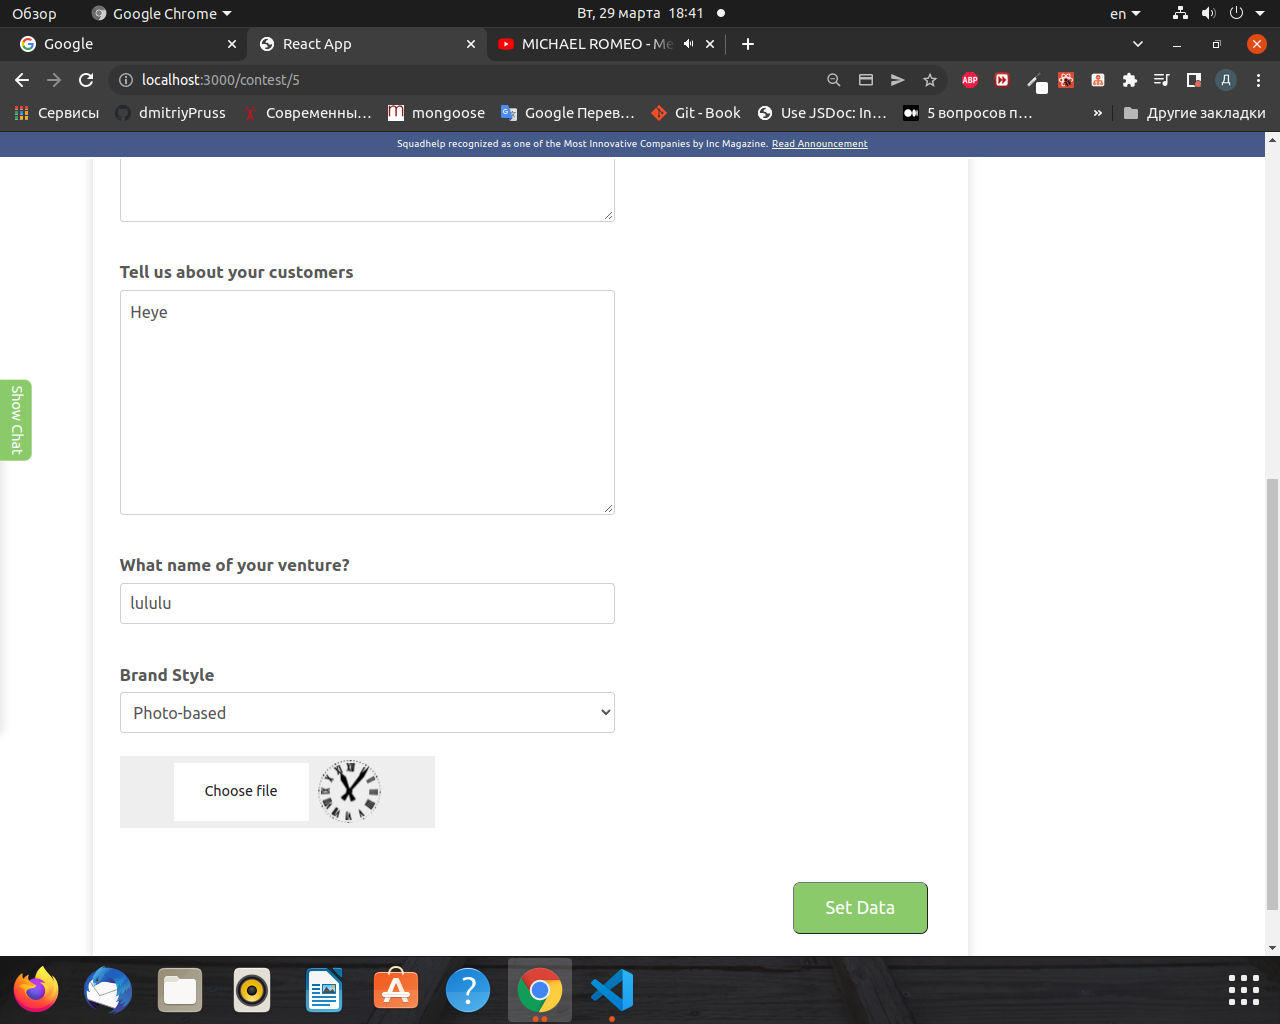 Обзор
Google Chrome
Вт, 29 марта 18:41
en
Google
React App
MICHAEL ROMEO - Me
localhost:3000/contest/5
ABP
Д
Сервисы
dmitriyPruss
Современны...
mongoose
Google Перев...
Git - Book
Use JSDoc: In...
5 вопросов п...
»
Другие закладки
Squadhelp recognized as one of the Most Innovative Companies by Inc Magazine. Read Announcement
Tell us about your customers
Heye
Show Chat
What name of your venture?
lululu
Brand Style
Photo-based
Choose file
Set Data